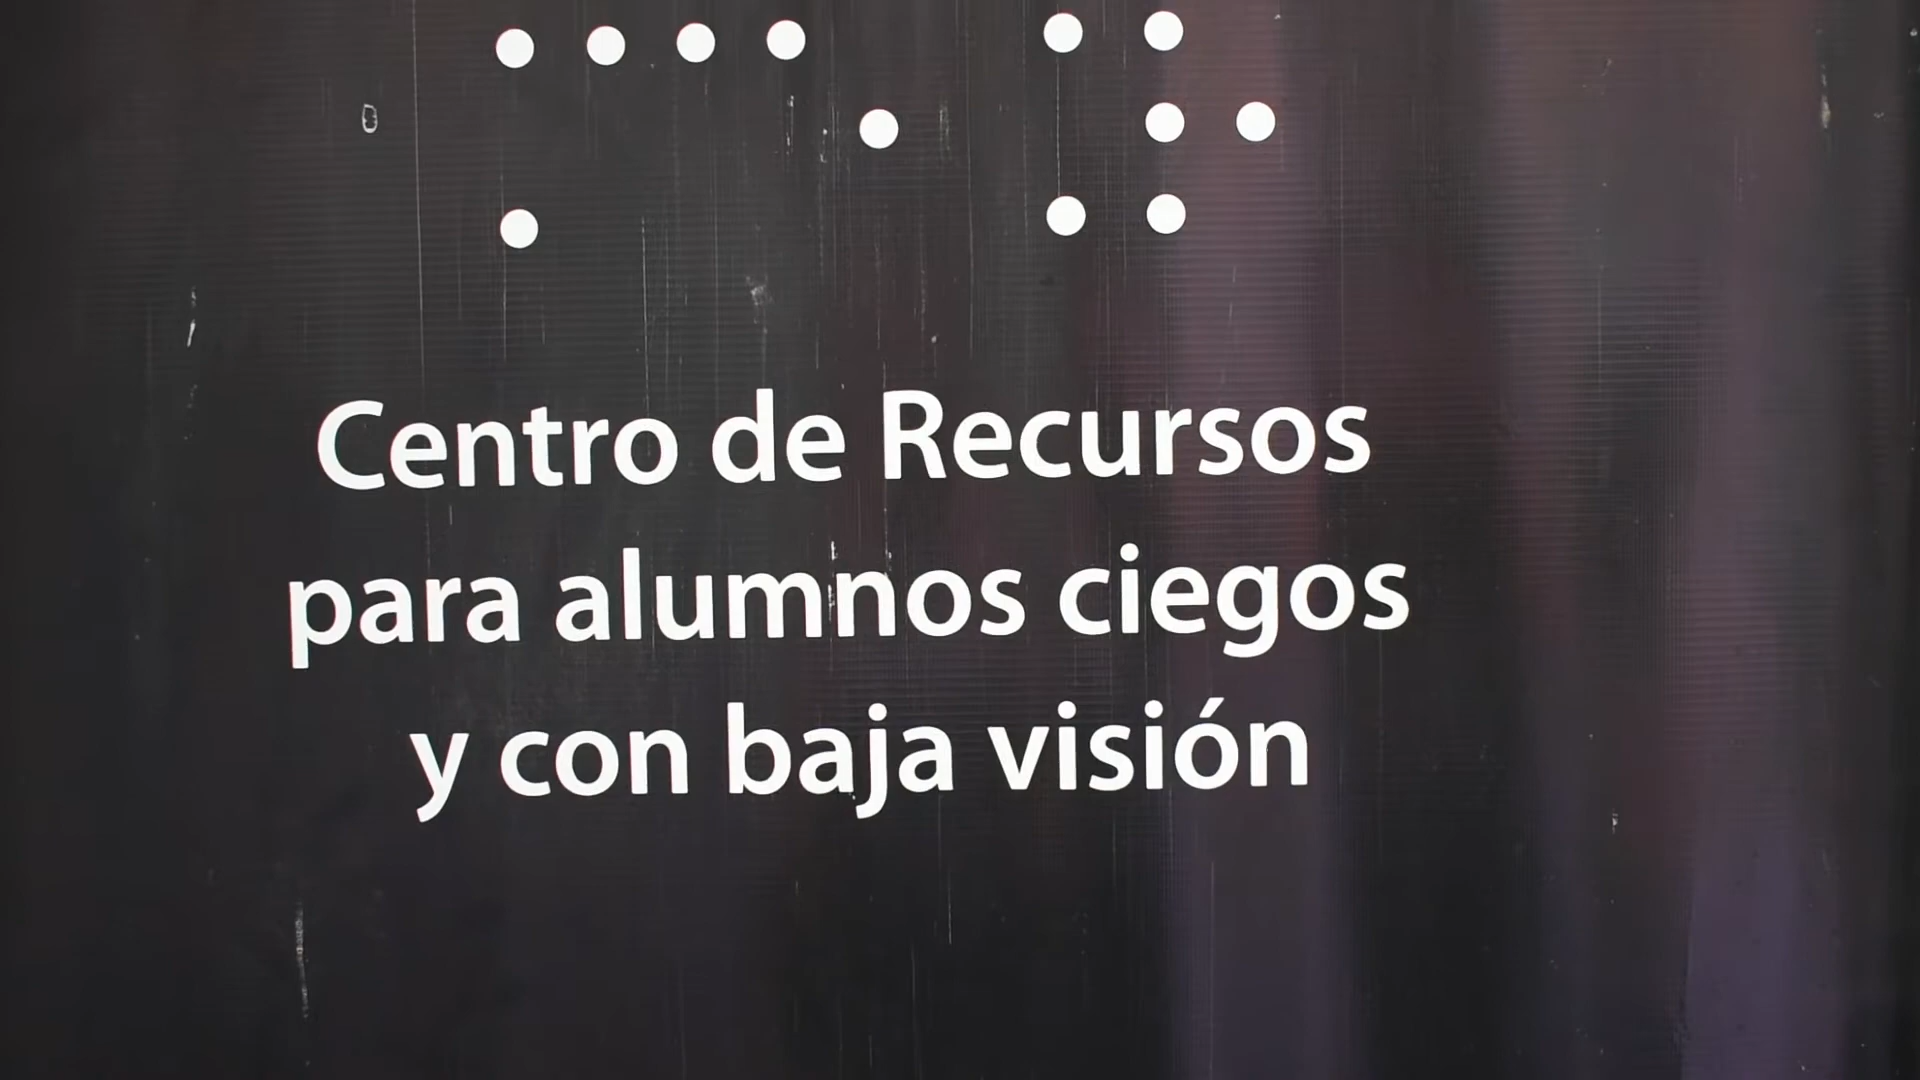 Centro de Recursos
para alumnos ciegos
y con baja visión